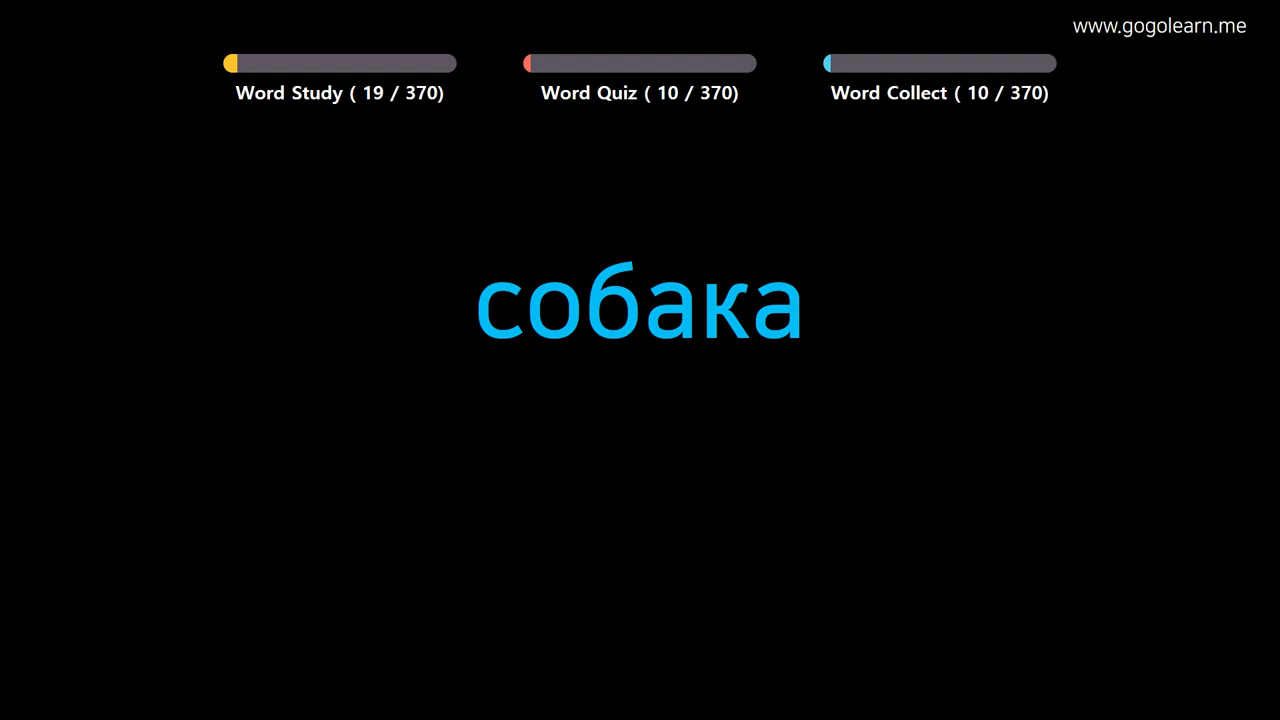 www.gogolearn.me
Word Study ( 19 / 370)
Word Quiz ( 10 / 370)
Word Collect ( 10 / 370)
собака